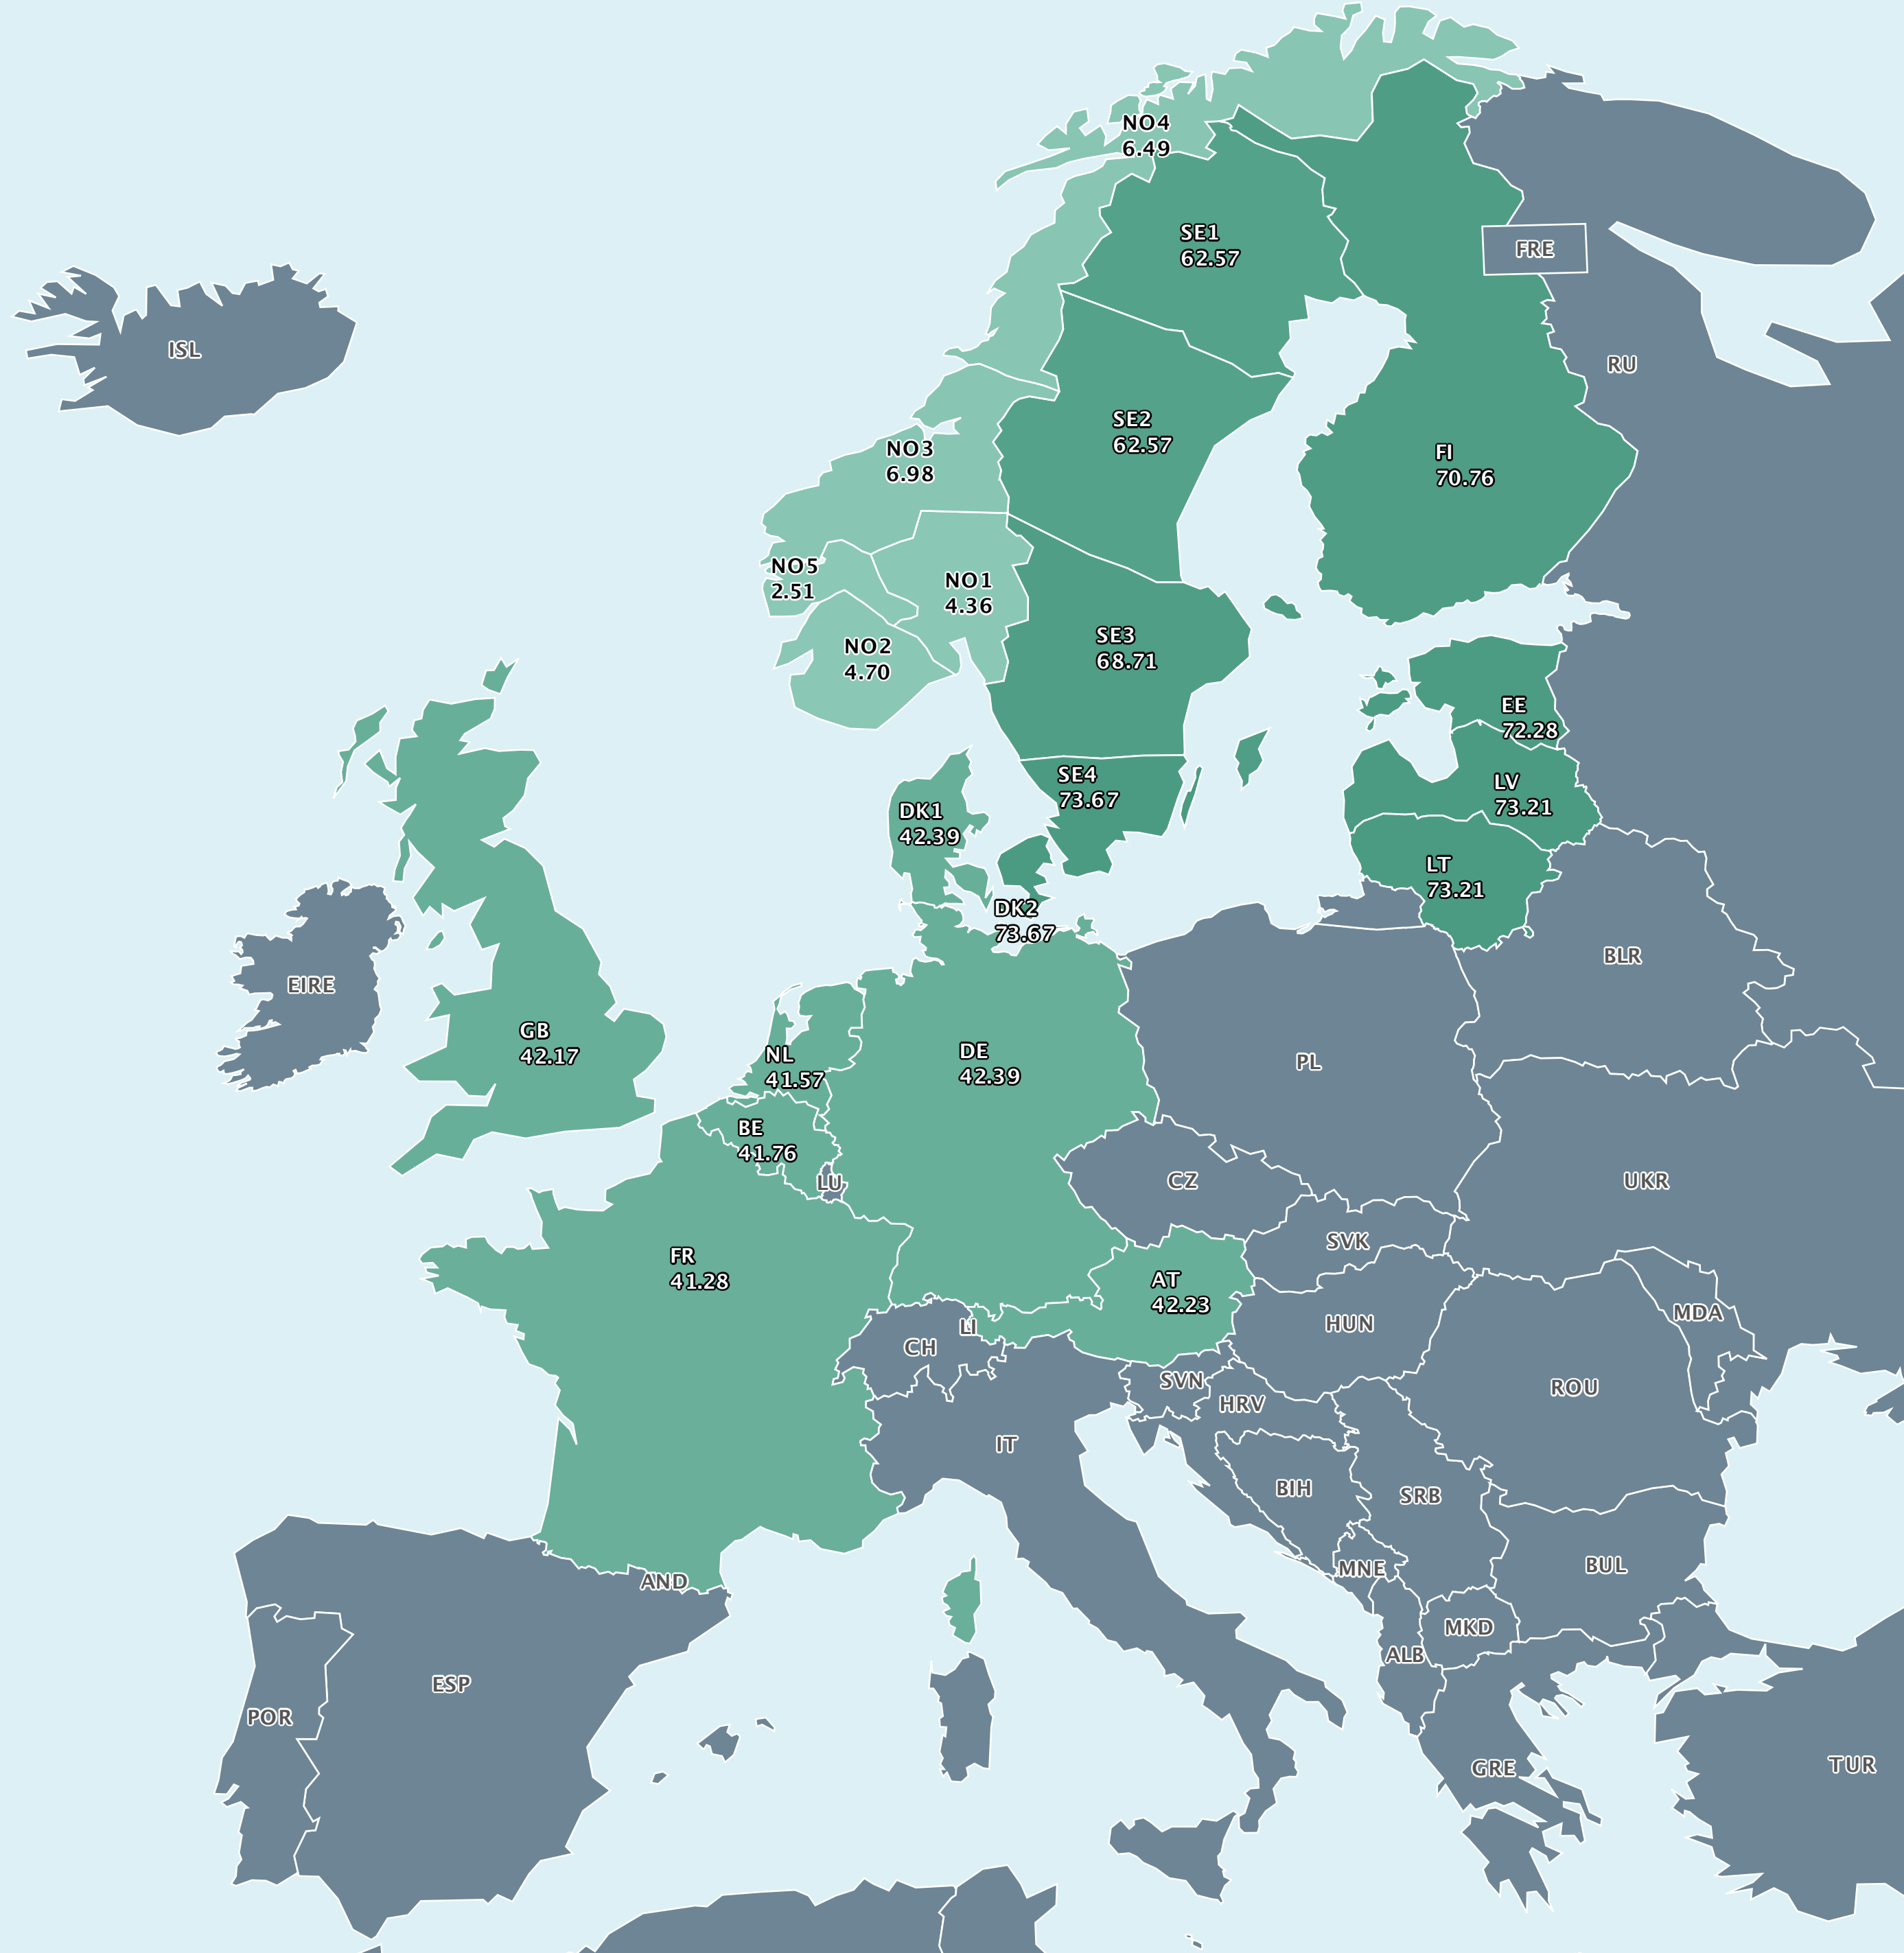 NO4
6.49
SE1
62.57
FRE
ISL
RU
SE2
62.57
NO3
6.98
FI
70.76
NO5
2.51
NO1
4.36
NO2
4.70
SE3
68.71
EE
72.28
SE4
73.67
LV
73.21
DK1
42.39
LT
73.21
DK2
73.67
BLR
EIRE
GB
42.17
NL
41.57
DE
42.39
PL
BE
41.76
LU
CZ
UKR
SVK
FR
41.28
AT
42.23
MDA
LI
HUN
CH
SVN
ROU
HRV
IT
BIH
SRB
MNE
BUL
AND
MKD
ALB
ESP
POR
GRE
TUR